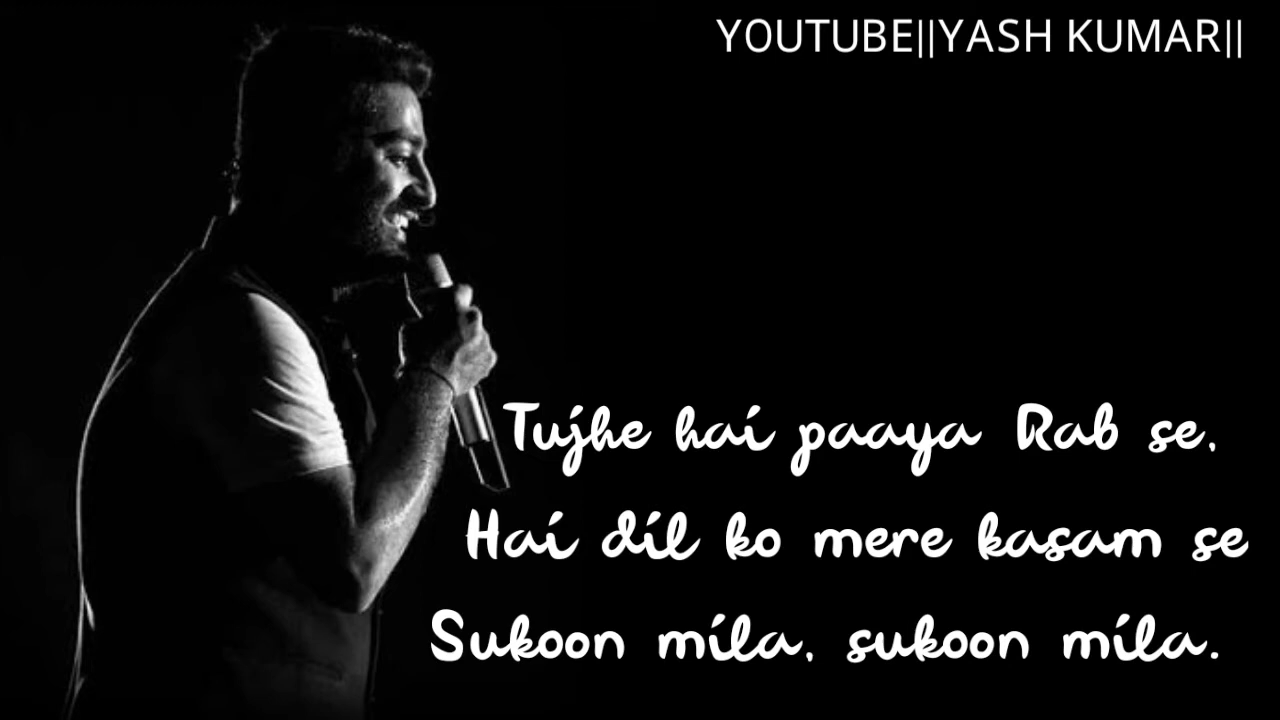 YOUTUBE||YASH KUMAR||
Tujhe hai paaya Rab se,
Hai dil ko mere kasam se
Sukoon mila, sukoon mila.